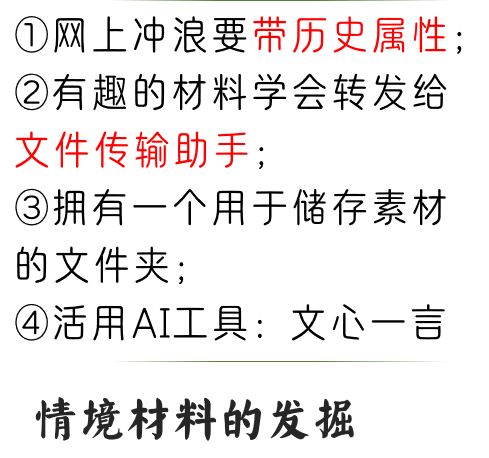 ①网上冲浪要带历史属性；
②有趣的材料学会转发给
文件传输助手；
③拥有一个用于储存素材
的文件夹；
④活用AI工具：文心一言
情境材料的发掘